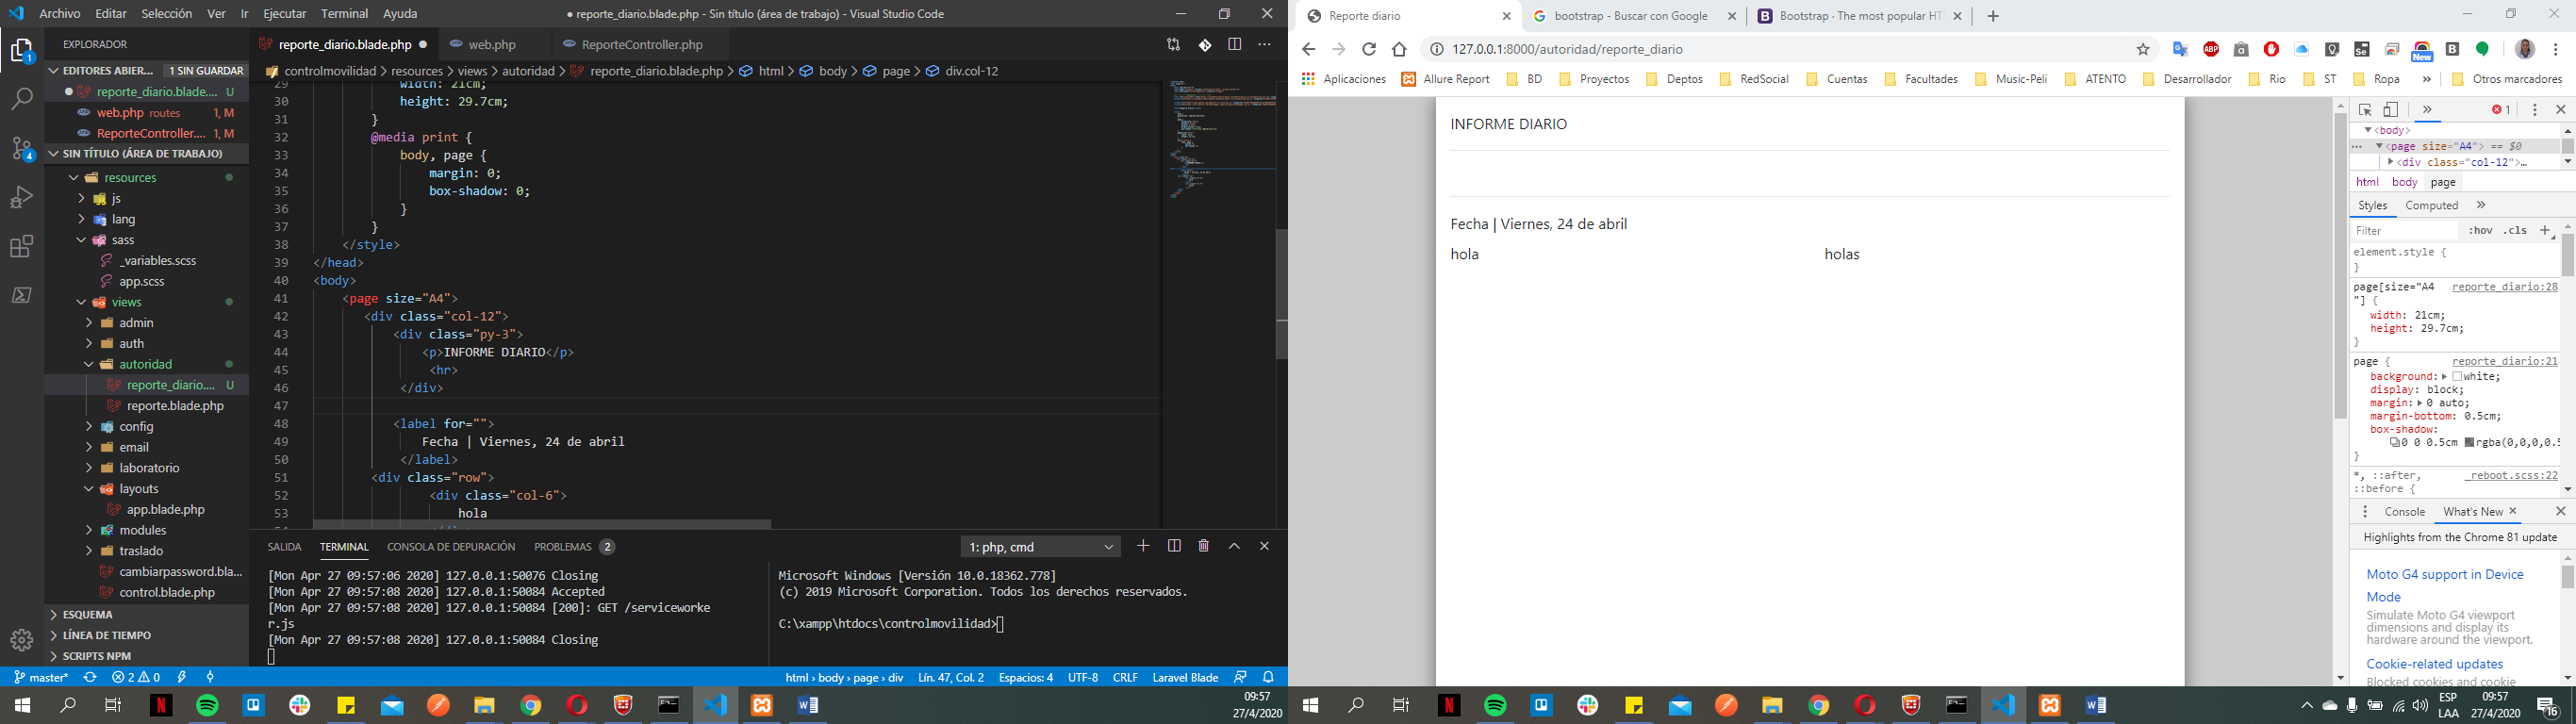 Archivo Editar Selección Ver Ir Ejecutar Terminal Ayuda
● reporte_diario.blade.php - Sin título (área de trabajo) - Visual Studio Code
EXPLORADOR
EDITORES ABIER... 1 SIN GUARDAR
reporte_diario.blade.... U
web.php routes 1, M
ReporteController.... 1, M
SIN TÍTULO (ÁREA DE TRABAJO)
resources
js
lang
sass
_variables.scss
app.scss
views
admin
auth
autoridad
reporte_diario.... U
reporte.blade.php
config
email
laboratorio
layouts
app.blade.php
modules
traslado
cambiarpassword.bla...
control.blade.php
ESQUEMA
LÍNEA DE TIEMPO
SCRIPTS NPM
reporte_diario.blade.php ● web.php ReporteController.php
controlmovilidad > resources > views > autoridad > reporte_diario.blade.php > html > body > page > div.col-12
29 width: 21cm;
30 height: 29.7cm;
31 }
32 @media print {
33 body, page {
34 margin: 0;
35 box-shadow: 0;
36 }
37 }
38 </style>
39 </head>
40 <body>
41 <page size="A4">
42 <div class="col-12">
43 <div class="py-3">
44 <p>INFORME DIARIO</p>
45 <hr>
46 </div>
47
48 <label for="">
49 Fecha | Viernes, 24 de abril
50 </label>
51 <div class="row">
52 <div class="col-6">
53 hola
SALIDA TERMINAL CONSOLA DE DEPURACIÓN PROBLEMAS 2
1: php, cmd
[Mon Apr 27 09:57:06 2020] 127.0.0.1:50076 Closing
[Mon Apr 27 09:57:08 2020] 127.0.0.1:50084 Accepted
[Mon Apr 27 09:57:08 2020] 127.0.0.1:50084 [200]: GET /serviceworke
r.js
[Mon Apr 27 09:57:08 2020] 127.0.0.1:50084 Closing
Microsoft Windows [Versión 10.0.18362.778]
(c) 2019 Microsoft Corporation. Todos los derechos reservados.
C:\xampp\htdocs\controlmovilidad>
master* 2 0
html › body › page › div Lín. 47, Col. 2 Espacios: 4 UTF-8 CRLF Laravel Blade
09:57
27/4/2020
Reporte diario
bootstrap - Buscar con Google
Bootstrap · The most popular HT
127.0.0.1:8000/autoridad/reporte_diario
ABP
Se
New
Aplicaciones Allure Report BD Proyectos Deptos RedSocial Cuentas Facultades Music-Peli ATENTO Desarrollador Rio ST Ropa » Otros marcadores
INFORME DIARIO
Fecha | Viernes, 24 de abril
hola holas
1
<body>
<page size="A4"> == $0
<div class="col-12">…
html body page
Styles Computed »
Filter :hov .cls +
element.style {
}
page[size="A4 reporte_diario:28
"] {
width: 21cm;
height: 29.7cm;
}
page { reporte_diario:21
background: white;
display: block;
margin: 0 auto;
margin-bottom: 0.5cm;
box-shadow:
0 0 0.5cm rgba(0,0,0,0.5
}
*, ::after, _reboot.scss:22
::before {
Console What's New
Highlights from the Chrome 81 update
Moto G4 support in Device
Mode
Simulate Moto G4 viewport
dimensions and display its
hardware around the viewport.
Cookie-related updates
Blocked cookies and cookie
ESP
LAA
09:57
27/4/2020
16